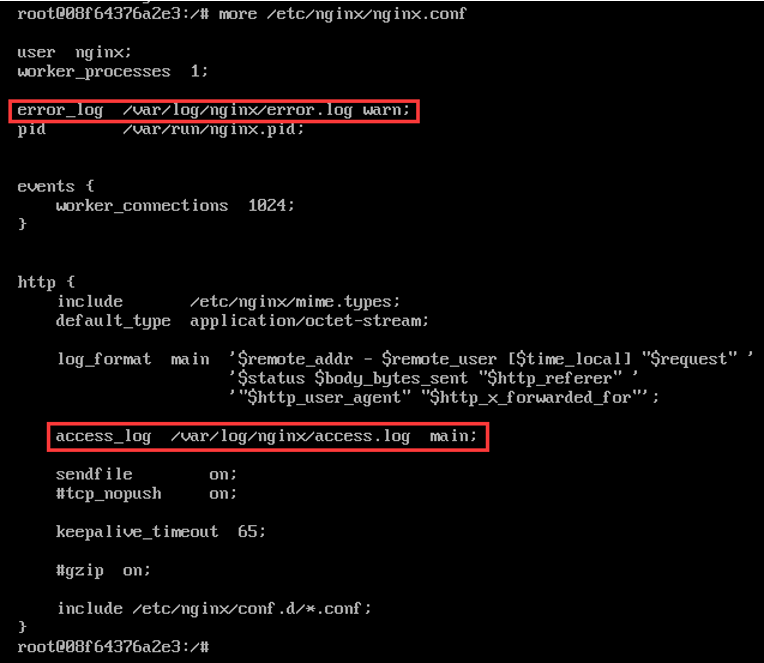 root@08f64376a2e3:/# more /etc/nginx/nginx.conf
user  nginx;
worker_processes  1;
error_log  /var/log/nginx/error.log warn;
pid        /var/run/nginx.pid;
events {
    worker_connections  1024;
}
http {
    include       /etc/nginx/mime.types;
    default_type  application/octet-stream;
    log_format  main  '$remote_addr - $remote_user [$time_local] "$request" '
                      '$status $body_bytes_sent "$http_referer" '
                      '"$http_user_agent" "$http_x_forwarded_for"';
    access_log  /var/log/nginx/access.log  main;
    sendfile        on;
    #tcp_nopush     on;
    keepalive_timeout  65;
    #gzip  on;
    include /etc/nginx/conf.d/*.conf;
}
root@08f64376a2e3:/#